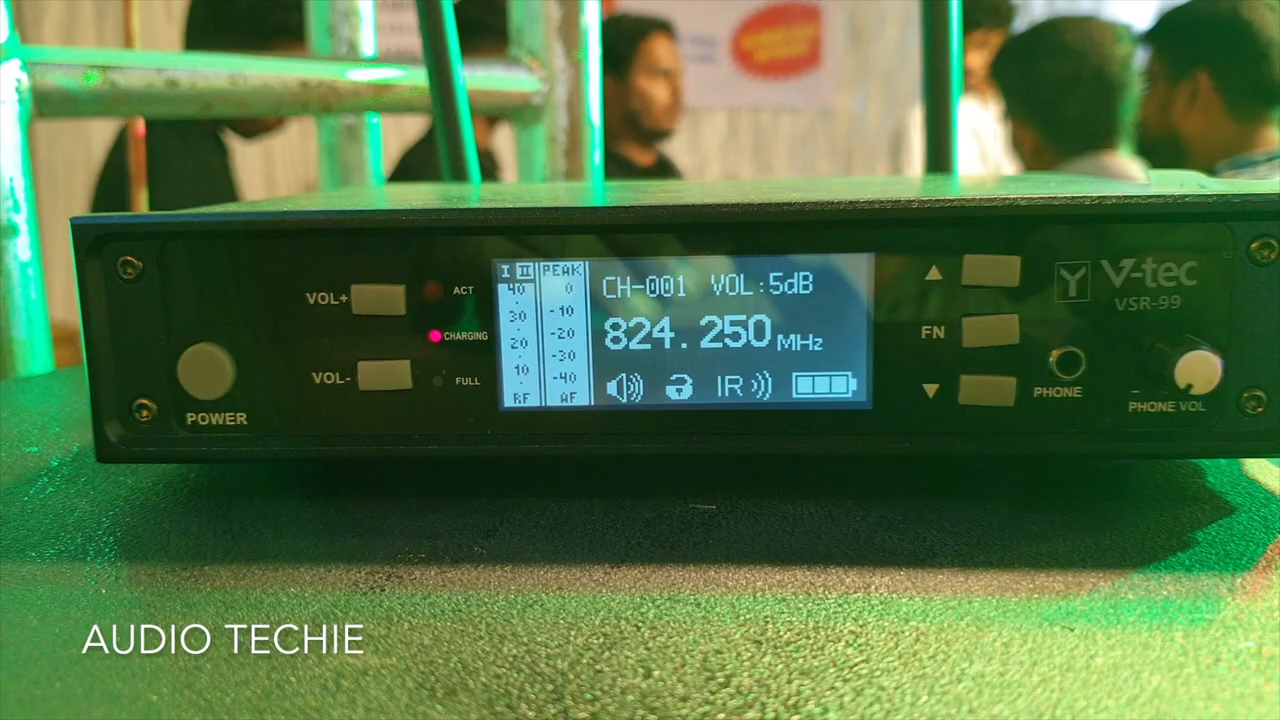 VOL+
VOL-
POWER
ACT
CHARGING
FULL
I II PEAK
40 0
30 -10
20 -20
10 -30
-40
RF AF
CH-001 VOL:5dB
824.250 MHz
IR
FN
Y V-tec
VSR-99
PHONE
PHONE VOL
AUDIO TECHIE